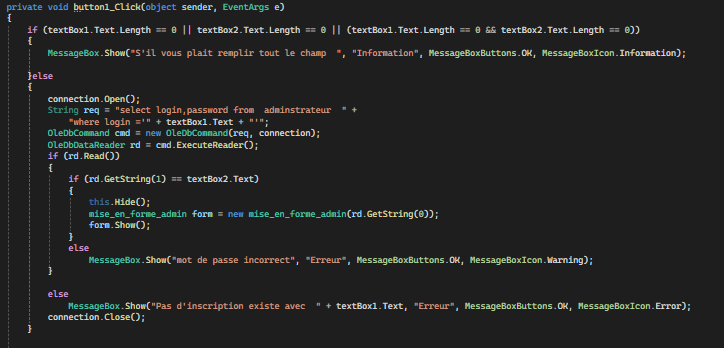 private void button1_Click(object sender, EventArgs e)
{
if (textBox1.Text.Length == 0 || textBox2.Text.Length == 0 || (textBox1.Text.Length == 0 && textBox2.Text.Length == 0))
{
MessageBox.Show("S'il vous plait remplir tout le champ  ", "Information", MessageBoxButtons.OK, MessageBoxIcon.Information);
}else
{
connection.Open();
String req = "select login,password from  adminstrateur  " +
"where login ='" + textBox1.Text + "'";
OleDbCommand cmd = new OleDbCommand(req, connection);
OleDbDataReader rd = cmd.ExecuteReader();
if (rd.Read())
{
if (rd.GetString(1) == textBox2.Text)
{
this.Hide();
mise_en_forme_admin form = new mise_en_forme_admin(rd.GetString(0));
form.Show();
}
else
MessageBox.Show("mot de passe incorrect", "Erreur", MessageBoxButtons.OK, MessageBoxIcon.Warning);
}
else
MessageBox.Show("Pas d'inscription existe avec  " + textBox1.Text, "Erreur", MessageBoxButtons.OK, MessageBoxIcon.Error);
connection.Close();
}